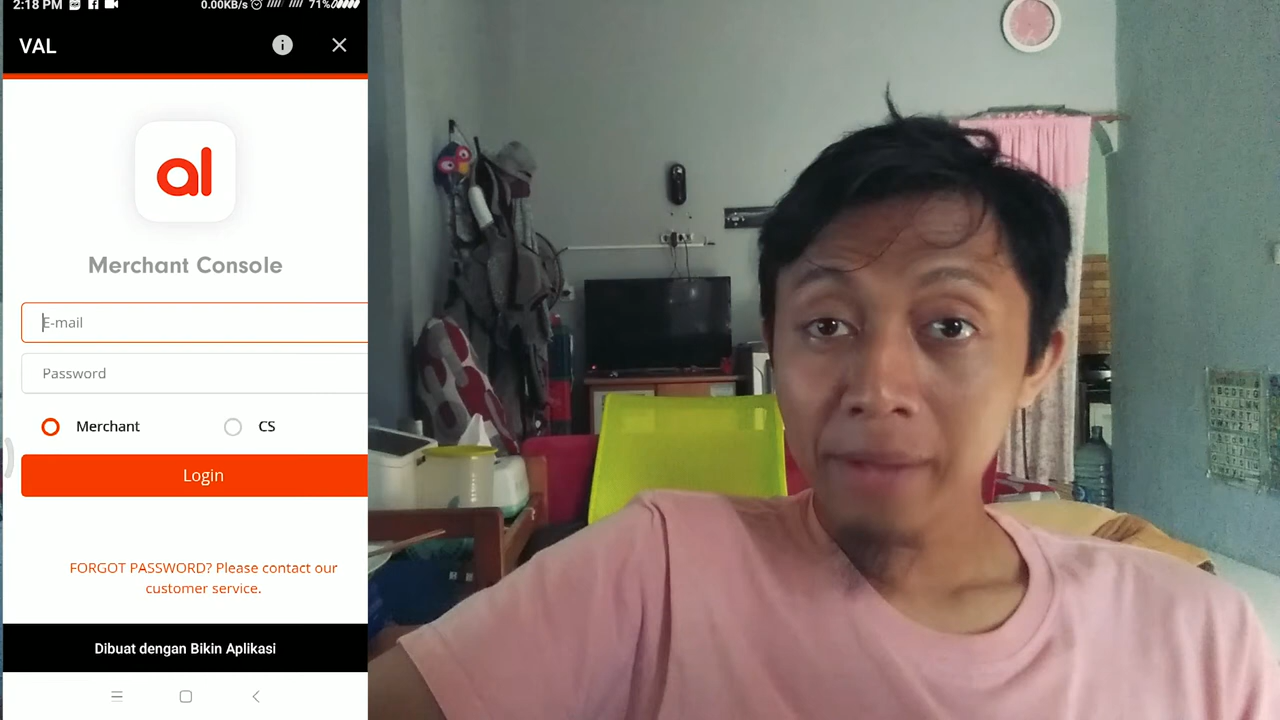 2:18 PM
0.00KB/s
71%
VAL
al
Merchant Console
E-mail
Password
Merchant
CS
Login
FORGOT PASSWORD? Please contact our
customer service.
Dibuat dengan Bikin Aplikasi